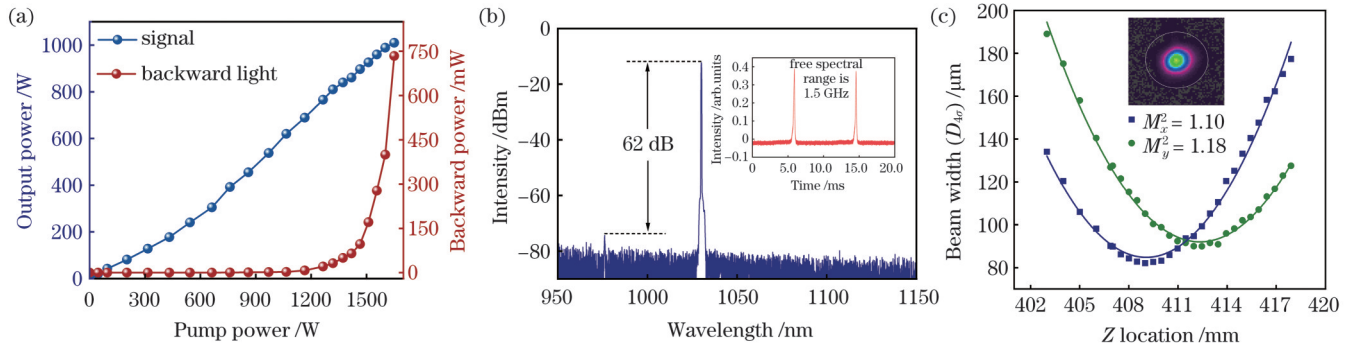 (a)
1000
800
600
400
200
0
Output power /W
signal
backward light
750
600
450
300
150
0
Backward power /mW
0
300
600
900
1200
1500
Pump power /W
(b)
0
−20
−40
−60
−80
Intensity /dBm
62 dB
950
1000
1050
1100
1150
Wavelength /nm
0.4
0.3
0.2
0.1
0
−0.1
Intensity /arb.units
free spectral
range is
1.5 GHz
0
5.0
10.0
15.0
20.0
Time /ms
(c)
200
180
160
140
120
100
80
Beam width (D4σ) /μm
M²x = 1.10
M²y = 1.18
402
405
408
411
414
417
420
Z location /mm